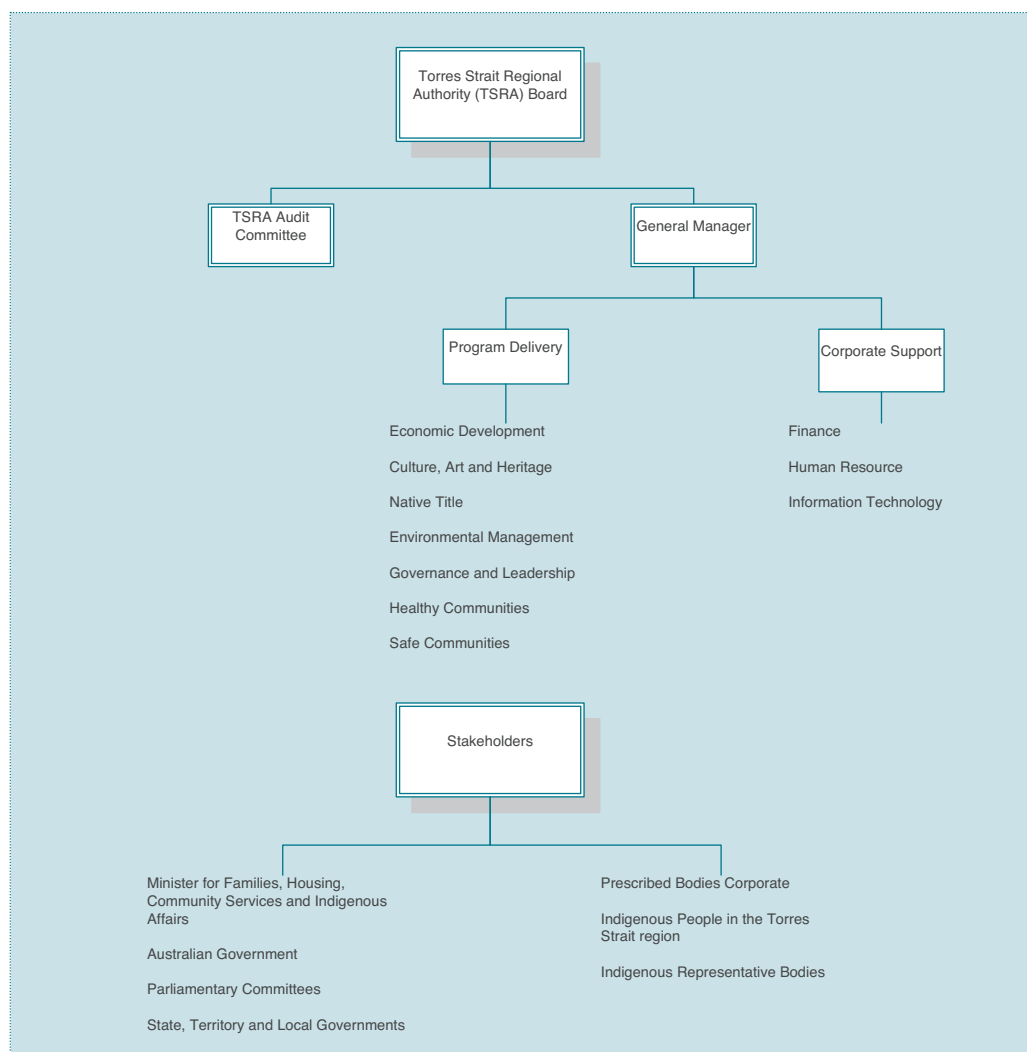 Torres Strait Regional
Authority (TSRA) Board
TSRA Audit
Committee
General Manager
Program Delivery
Corporate Support
Economic Development
Culture, Art and Heritage
Native Title
Environmental Management
Governance and Leadership
Healthy Communities
Safe Communities
Finance
Human Resource
Information Technology
Stakeholders
Minister for Families, Housing,
Community Services and Indigenous
Affairs
Australian Government
Parliamentary Committees
State, Territory and Local Governments
Prescribed Bodies Corporate
Indigenous People in the Torres
Strait region
Indigenous Representative Bodies